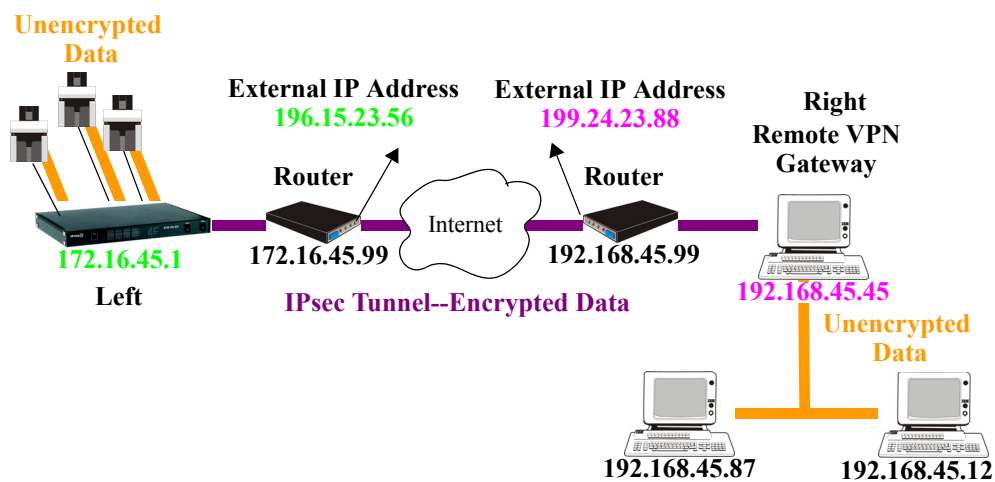 Unencrypted
Data
External IP Address
196.15.23.56
External IP Address
199.24.23.88
Right
Remote VPN
Gateway
Router
Router
Internet
172.16.45.1
Left
172.16.45.99
192.168.45.99
IPsec Tunnel--Encrypted Data
192.168.45.45
Unencrypted
Data
192.168.45.87
192.168.45.12